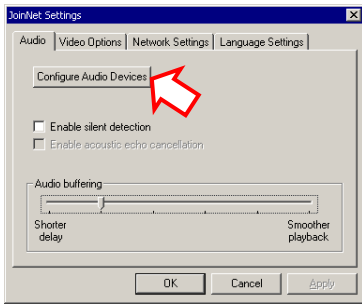 JoinNet Settings
Audio
Video Options
Network Settings
Language Settings
Configure Audio Devices
Enable silent detection
Enable acoustic echo cancellation
Audio buffering
Shorter
delay
Smoother
playback
OK
Cancel
Apply